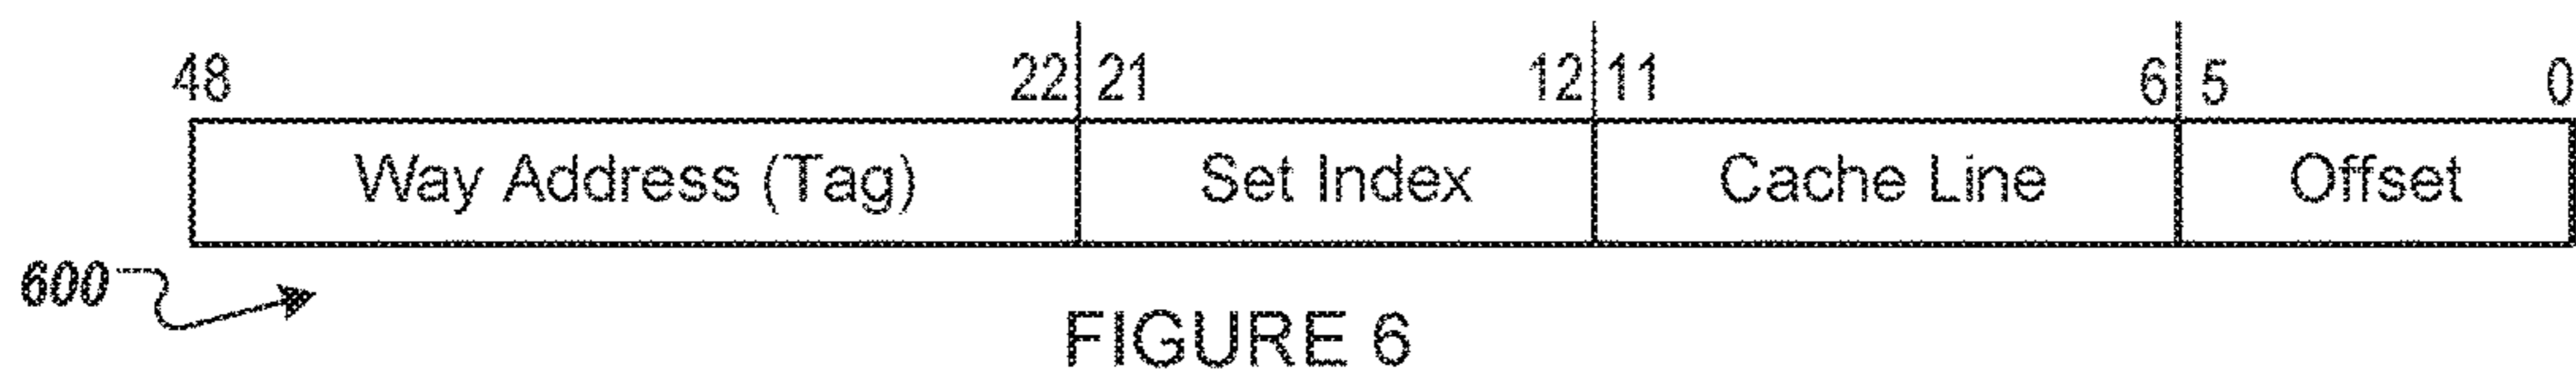 48 22 21 12 11 6 5 0
Way Address (Tag) Set Index Cache Line Offset
600
FIGURE 6